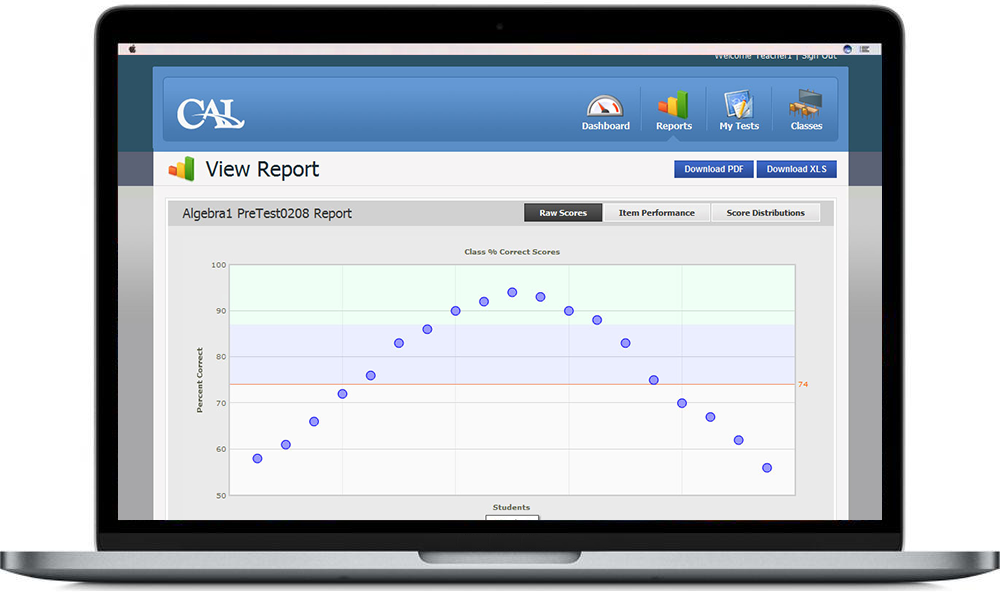 Welcome Teacher1 | Sign Out
CAL
Dashboard
Reports
My Tests
Classes
View Report
Download PDF
Download XLS
Algebra1 PreTest0208 Report
Raw Scores
Item Performance
Score Distributions
Class % Correct Scores
100
90
80
70
60
50
Percent Correct
74
Students